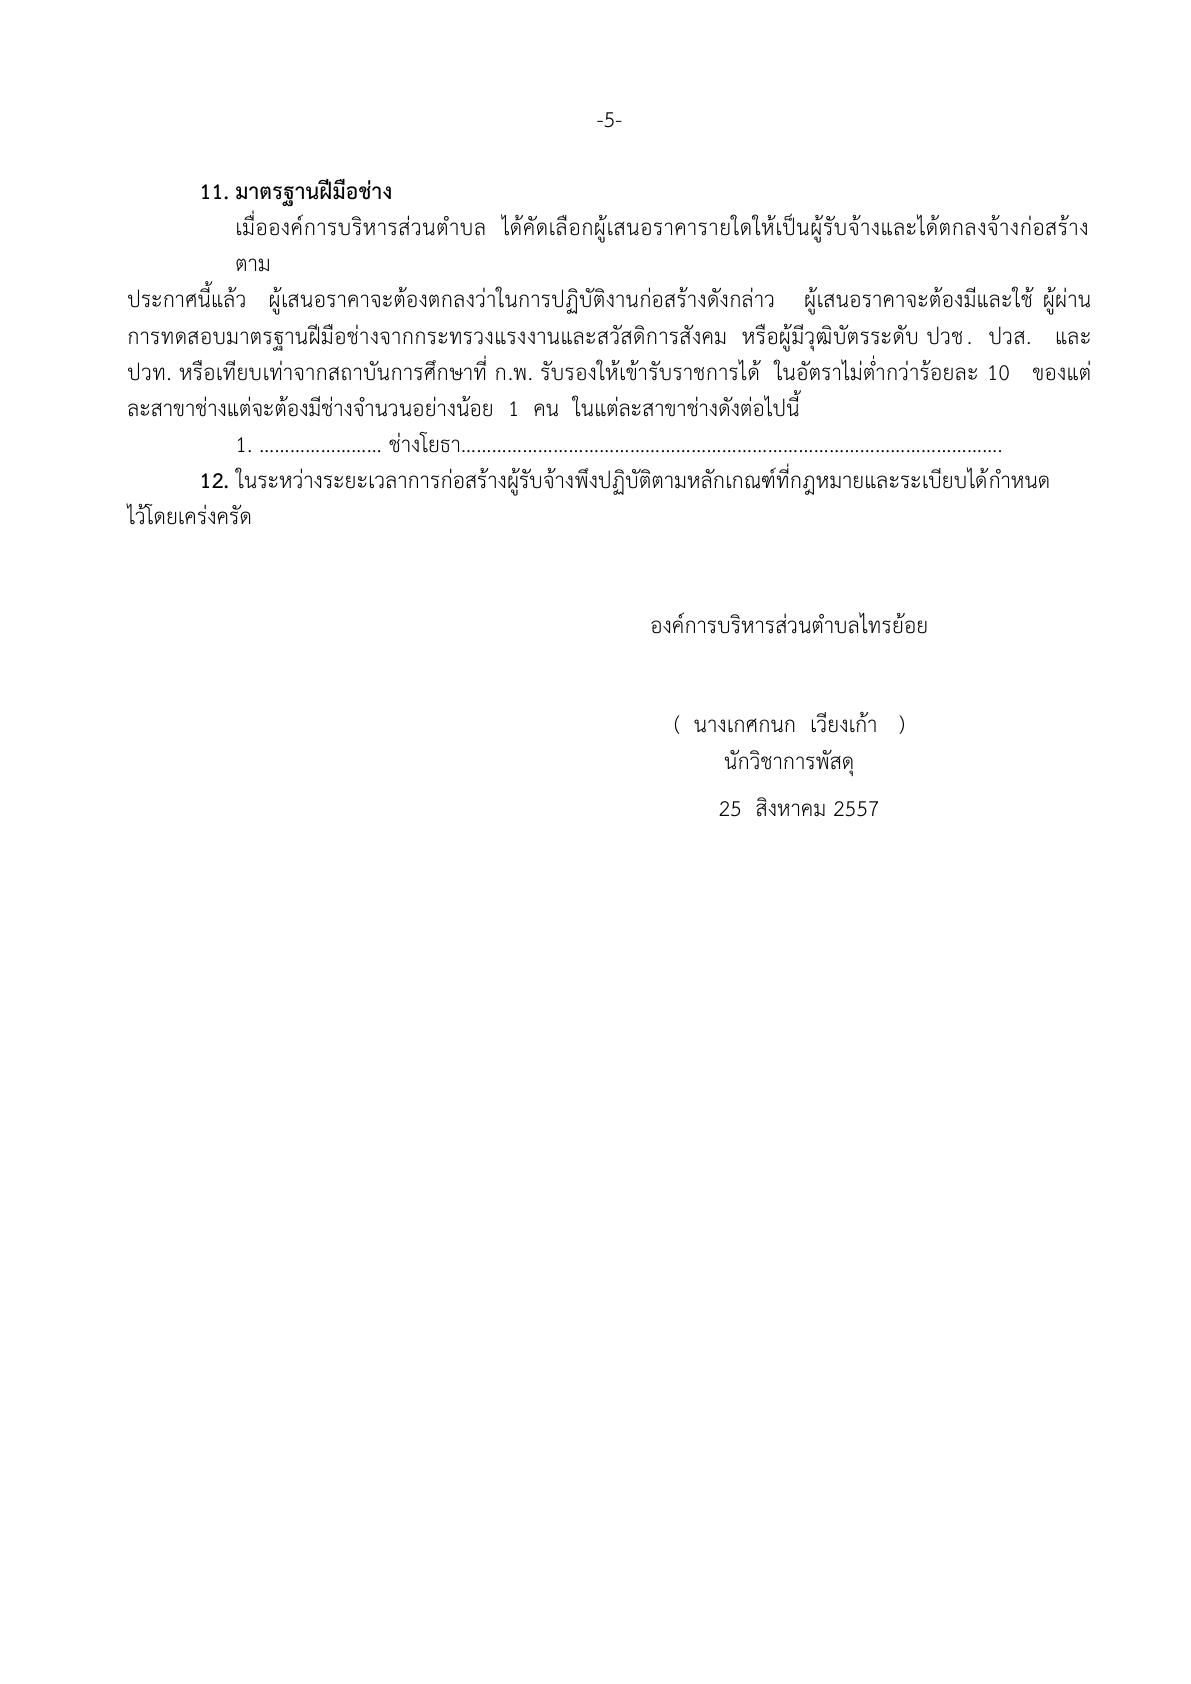 -5-
11. มาตรฐานฝีมือช่าง
เมื่อองค์การบริหารส่วนตำบล ได้คัดเลือกผู้เสนอราคารายใดให้เป็นผู้รับจ้างและได้ตกลงจ้างก่อสร้าง
ตาม
ประกาศนี้แล้ว ผู้เสนอราคาจะต้องตกลงว่าในการปฏิบัติงานก่อสร้างดังกล่าว ผู้เสนอราคาจะต้องมีและใช้ ผู้ผ่าน
การทดสอบมาตรฐานฝีมือช่างจากกระทรวงแรงงานและสวัสดิการสังคม หรือผู้มีวุฒิบัตรระดับ ปวช. ปวส. และ
ปวท. หรือเทียบเท่าจากสถาบันการศึกษาที่ ก.พ. รับรองให้เข้ารับราชการได้ ในอัตราไม่ต่ำกว่าร้อยละ 10 ของแต่
ละสาขาช่างแต่จะต้องมีช่างจำนวนอย่างน้อย 1 คน ในแต่ละสาขาช่างดังต่อไปนี้
1. …………………… ช่างโยธา……………………………………………………………………………………………
12. ในระหว่างระยะเวลาการก่อสร้างผู้รับจ้างพึงปฏิบัติตามหลักเกณฑ์ที่กฎหมายและระเบียบได้กำหนด
ไว้โดยเคร่งครัด
องค์การบริหารส่วนตำบลไทรย้อย
( นางเกศกนก เวียงเก้า )
นักวิชาการพัสดุ
25 สิงหาคม 2557